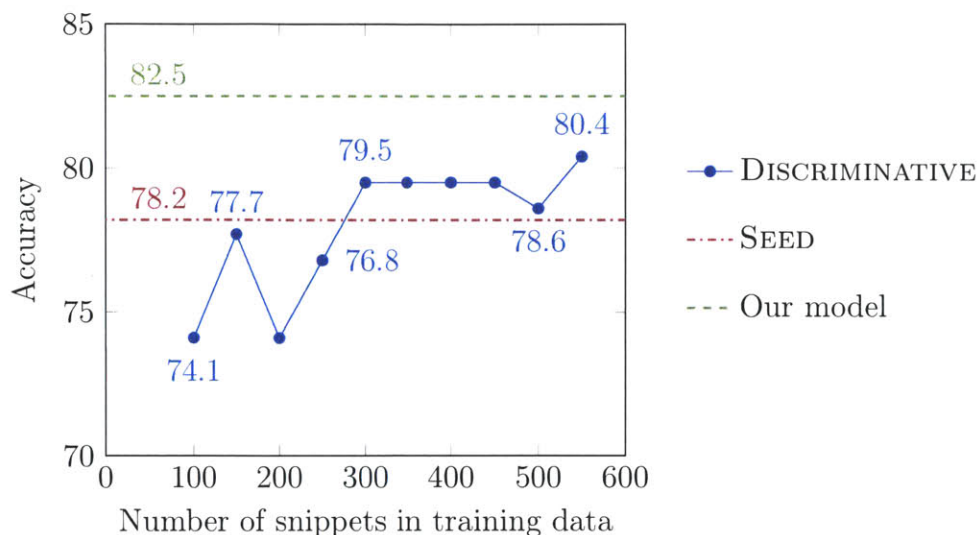 85
82.5
80.4
79.5
80
DISCRIMINATIVE
78.2
77.7
SEED
78.6
76.8
Accuracy
75
Our model
74.1
70
0 100 200 300 400 500 600
Number of snippets in training data